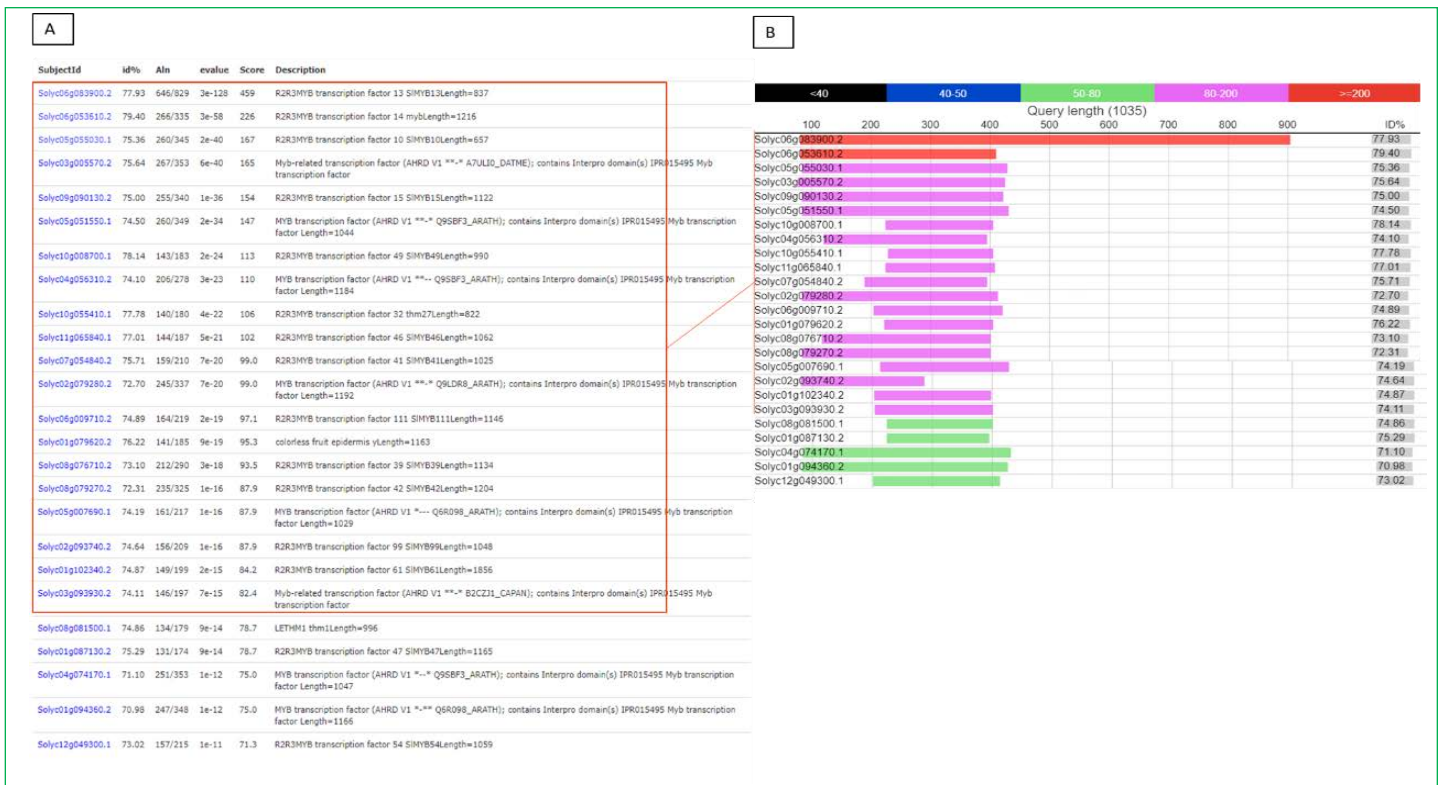 A
SubjectId id% Aln evalue Score Description
Solyc06g083900.2 77.93 646/829 3e-128 459 R2R3MYB transcription factor 13 SlMYB13Length=837
Solyc06g053610.2 79.40 266/335 3e-58 226 R2R3MYB transcription factor 14 mybLength=1216
Solyc05g055030.1 75.36 260/345 2e-40 167 R2R3MYB transcription factor 10 SlMYB10Length=657
Solyc03g005570.2 75.64 267/353 6e-40 165 Myb-related transcription factor (AHRD V1 **-* A7ULI0_DATME); contains Interpro domain(s) IPR015495 Myb
transcription factor
Solyc09g090130.2 75.00 255/340 1e-36 154 R2R3MYB transcription factor 15 SlMYB15Length=1122
Solyc05g051550.1 74.50 260/349 2e-34 147 MYB transcription factor (AHRD V1 **-* Q9SBF3_ARATH); contains Interpro domain(s) IPR015495 Myb transcription
factor Length=1044
Solyc10g008700.1 78.14 143/183 2e-24 113 R2R3MYB transcription factor 49 SlMYB49Length=990
Solyc04g056310.2 74.10 206/278 3e-23 110 MYB transcription factor (AHRD V1 **-- Q9SBF3_ARATH); contains Interpro domain(s) IPR015495 Myb transcription
factor Length=1184
Solyc10g055410.1 77.78 140/180 4e-22 106 R2R3MYB transcription factor 32 thm27Length=822
Solyc11g065840.1 77.01 144/187 5e-21 102 R2R3MYB transcription factor 46 SlMYB46Length=1062
Solyc07g054840.2 75.71 159/210 7e-20 99.0 R2R3MYB transcription factor 41 SlMYB41Length=1025
Solyc02g079280.2 72.70 245/337 7e-20 99.0 MYB transcription factor (AHRD V1 **-* Q9LDR8_ARATH); contains Interpro domain(s) IPR015495 Myb transcription
factor Length=1192
Solyc06g009710.2 74.89 164/219 2e-19 97.1 R2R3MYB transcription factor 111 SlMYB111Length=1146
Solyc01g079620.2 76.22 141/185 9e-19 95.3 colorless fruit epidermis yLength=1163
Solyc08g076710.2 73.10 212/290 3e-18 93.5 R2R3MYB transcription factor 39 SlMYB39Length=1134
Solyc08g079270.2 72.31 235/325 1e-16 87.9 R2R3MYB transcription factor 42 SlMYB42Length=1204
Solyc05g007690.1 74.19 161/217 1e-16 87.9 MYB transcription factor (AHRD V1 *--- Q6R098_ARATH); contains Interpro domain(s) IPR015495 Myb transcription
factor Length=1029
Solyc02g093740.2 74.64 156/209 1e-16 87.9 R2R3MYB transcription factor 99 SlMYB99Length=1048
Solyc01g102340.2 74.87 149/199 2e-15 84.2 R2R3MYB transcription factor 61 SlMYB61Length=1856
Solyc03g093930.2 74.11 146/197 7e-15 82.4 Myb-related transcription factor (AHRD V1 **-* B2CZJ1_CAPAN); contains Interpro domain(s) IPR015495 Myb
transcription factor
Solyc08g081500.1 74.86 134/179 9e-14 78.7 LETHM1 thm1Length=996
Solyc01g087130.2 75.29 131/174 9e-14 78.7 R2R3MYB transcription factor 47 SlMYB47Length=1165
Solyc04g074170.1 71.10 251/353 1e-12 75.0 MYB transcription factor (AHRD V1 *--* Q9SBF3_ARATH); contains Interpro domain(s) IPR015495 Myb transcription
factor Length=1047
Solyc01g094360.2 70.98 247/348 1e-12 75.0 MYB transcription factor (AHRD V1 *-** Q6R098_ARATH); contains Interpro domain(s) IPR015495 Myb transcription
factor Length=1166
Solyc12g049300.1 73.02 157/215 1e-11 71.3 R2R3MYB transcription factor 54 SlMYB54Length=1059
B
<40 40-50 50-80 80-200 >=200
Query length (1035)
100 200 300 400 500 600 700 800 900 ID%
Solyc06g083900.2 77.93
Solyc06g053610.2 79.40
Solyc05g055030.1 75.36
Solyc03g005570.2 75.64
Solyc09g090130.2 75.00
Solyc05g051550.1 74.50
Solyc10g008700.1 78.14
Solyc04g056310.2 74.10
Solyc10g055410.1 77.78
Solyc11g065840.1 77.01
Solyc07g054840.2 75.71
Solyc02g079280.2 72.70
Solyc06g009710.2 74.89
Solyc01g079620.2 76.22
Solyc08g076710.2 73.10
Solyc08g079270.2 72.31
Solyc05g007690.1 74.19
Solyc02g093740.2 74.64
Solyc01g102340.2 74.87
Solyc03g093930.2 74.11
Solyc08g081500.1 74.86
Solyc01g087130.2 75.29
Solyc04g074170.1 71.10
Solyc01g094360.2 70.98
Solyc12g049300.1 73.02